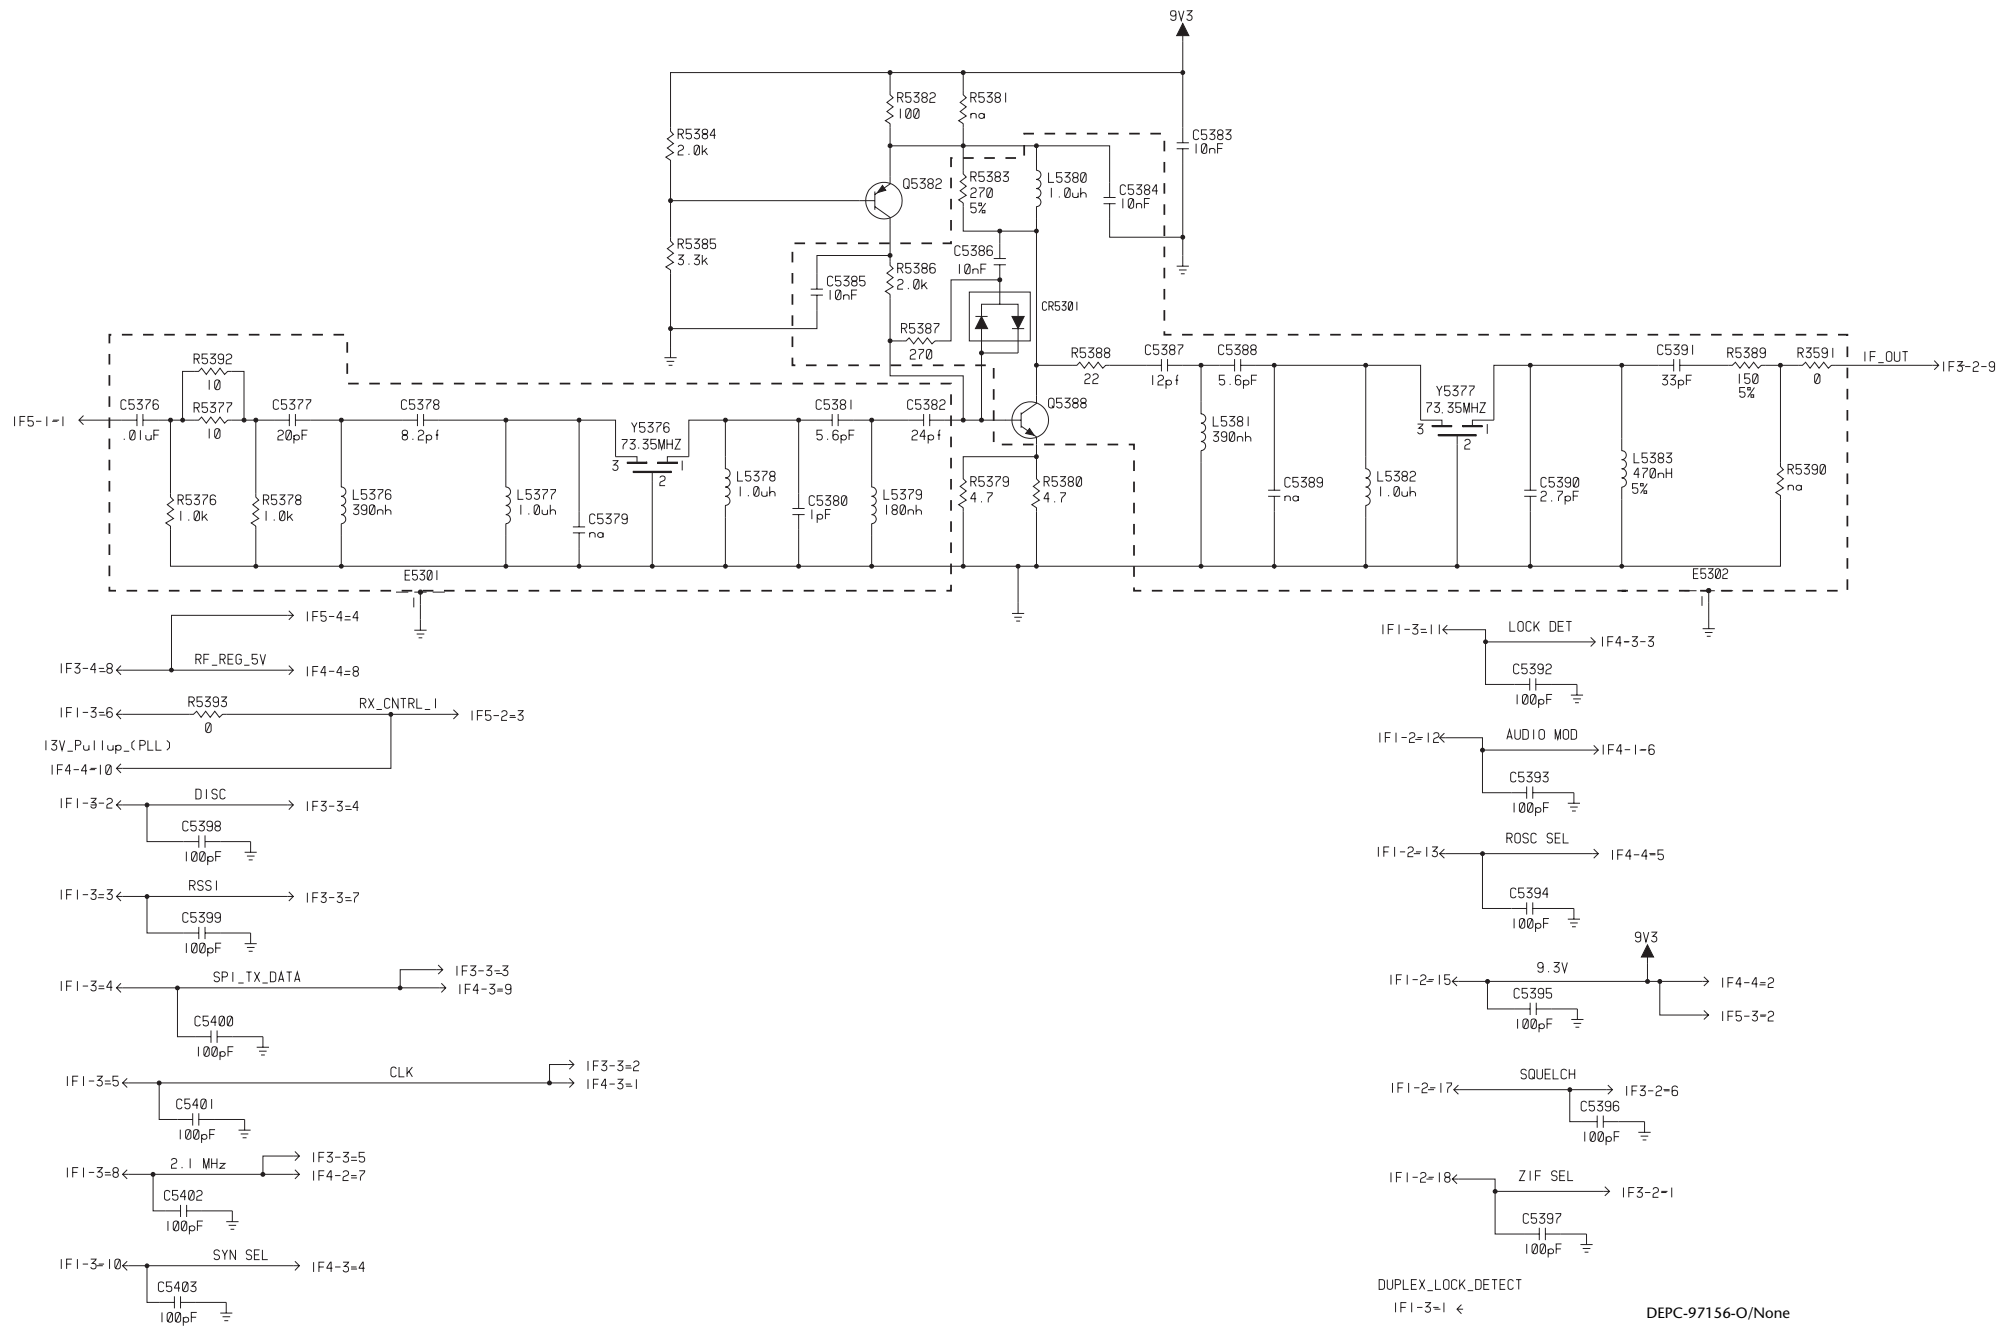 9V3
R5382
100
R5381
na
R5384
2.0k
C5383
10nF
Q5382
R5383
270
5%
L5380
1.0uh
C5384
10nF
R5385
3.3k
C5386
10nF
R5386
2.0k
C5385
10nF
CR5301
R5387
270
R5392
10
R5377
10
R5388
22
C5387
12pf
C5388
5.6pF
C5391
33pF
R5389
150
5%
R3591
0
IF_OUT
IF3-2-9
IF5-1=1
C5376
.01uF
C5377
20pF
C5378
8.2pf
Y5376
73.35MHZ
3
1
2
C5381
5.6pF
C5382
24pf
Q5388
L5381
390nh
Y5377
73.35MHZ
3
1
2
R5376
1.0k
R5378
1.0k
L5376
390nh
L5377
1.0uh
C5379
na
L5378
1.0uh
C5380
1pF
L5379
180nh
R5379
4.7
R5380
4.7
C5389
na
L5382
1.0uh
C5390
2.7pF
L5383
470nH
5%
R5390
na
E5301
1
E5302
1
IF5-4=4
IF3-4=8
RF_REG_5V
IF4-4=8
IF1-3=6
R5393
0
RX_CNTRL_1
IF5-2=3
13V_Pullup_(PLL)
IF4-4=10
IF1-3-2
DISC
IF3-3=4
C5398
100pF
IF1-3=3
RSSI
IF3-3=7
C5399
100pF
IF1-3=4
SPI_TX_DATA
IF3-3=3
IF4-3=9
C5400
100pF
IF1-3=5
CLK
IF3-3=2
IF4-3=1
C5401
100pF
IF1-3=8
2.1 MHz
IF3-3=5
IF4-2=7
C5402
100pF
IF1-3=10
SYN SEL
IF4-3=4
C5403
100pF
IF1-3=11
LOCK DET
IF4-3-3
C5392
100pF
IF1-2=12
AUDIO MOD
IF4-1=6
C5393
100pF
IF1-2=13
ROSC SEL
IF4-4=5
C5394
100pF
9V3
IF1-2=15
9.3V
IF4-4=2
IF5-3=2
C5395
100pF
IF1-2=17
SQUELCH
IF3-2=6
C5396
100pF
IF1-2=18
ZIF SEL
IF3-2=1
C5397
100pF
DUPLEX_LOCK_DETECT
IF1-3=1
DEPC-97156-O/None